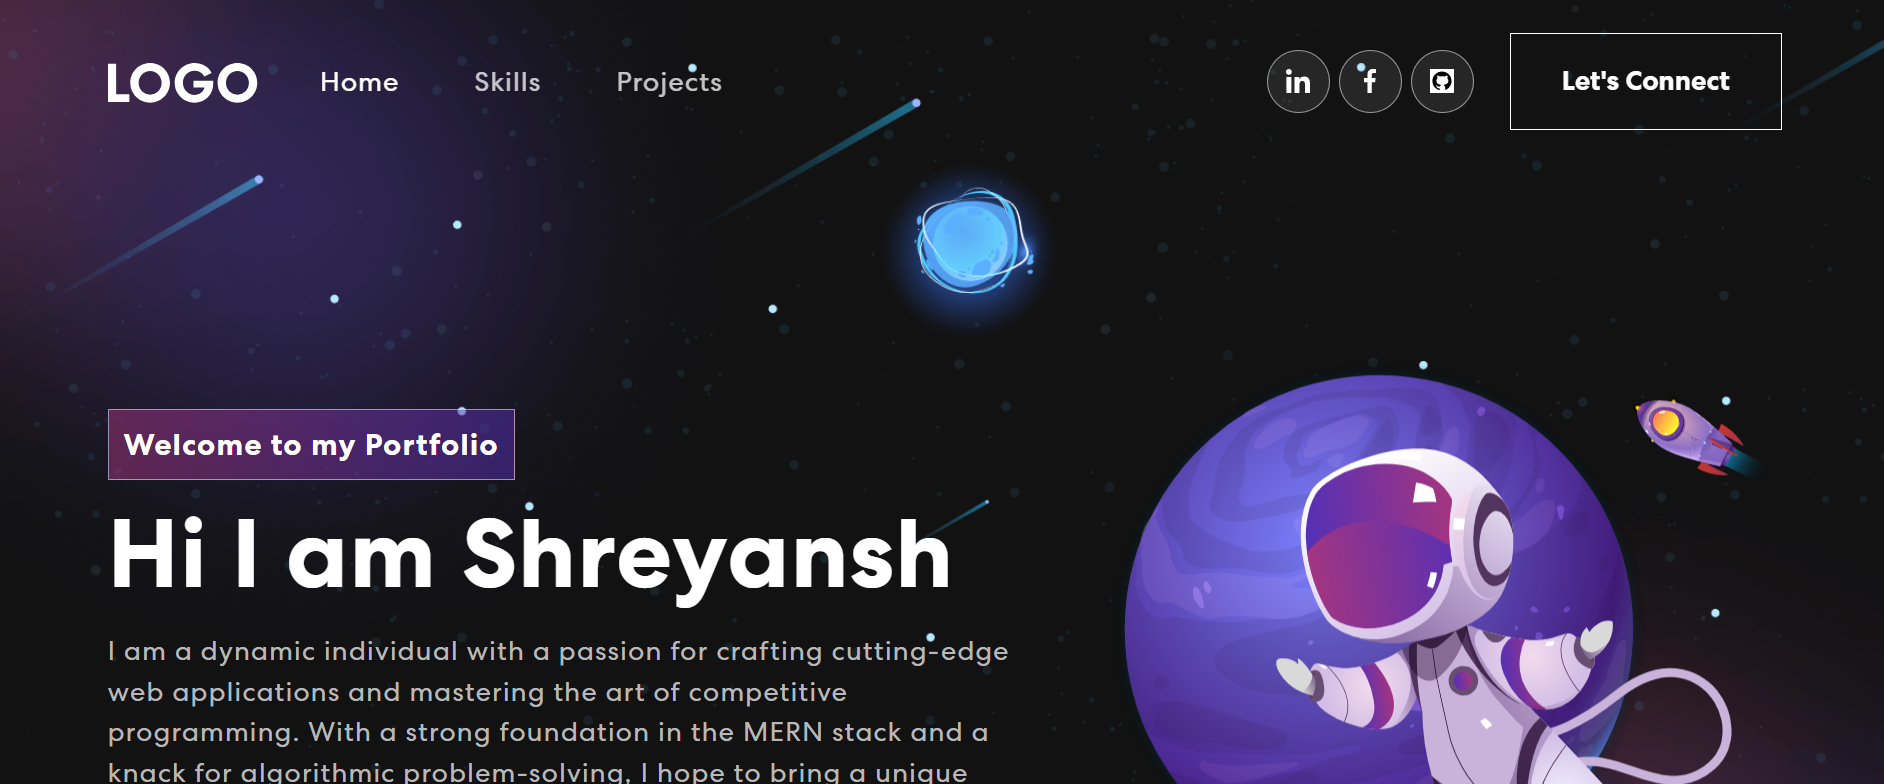 LOGO Home Skills Projects in f Let's Connect
Welcome to my Portfolio
Hi I am Shreyansh
I am a dynamic individual with a passion for crafting cutting-edge
web applications and mastering the art of competitive
programming. With a strong foundation in the MERN stack and a
knack for algorithmic problem-solving, I hope to bring a unique